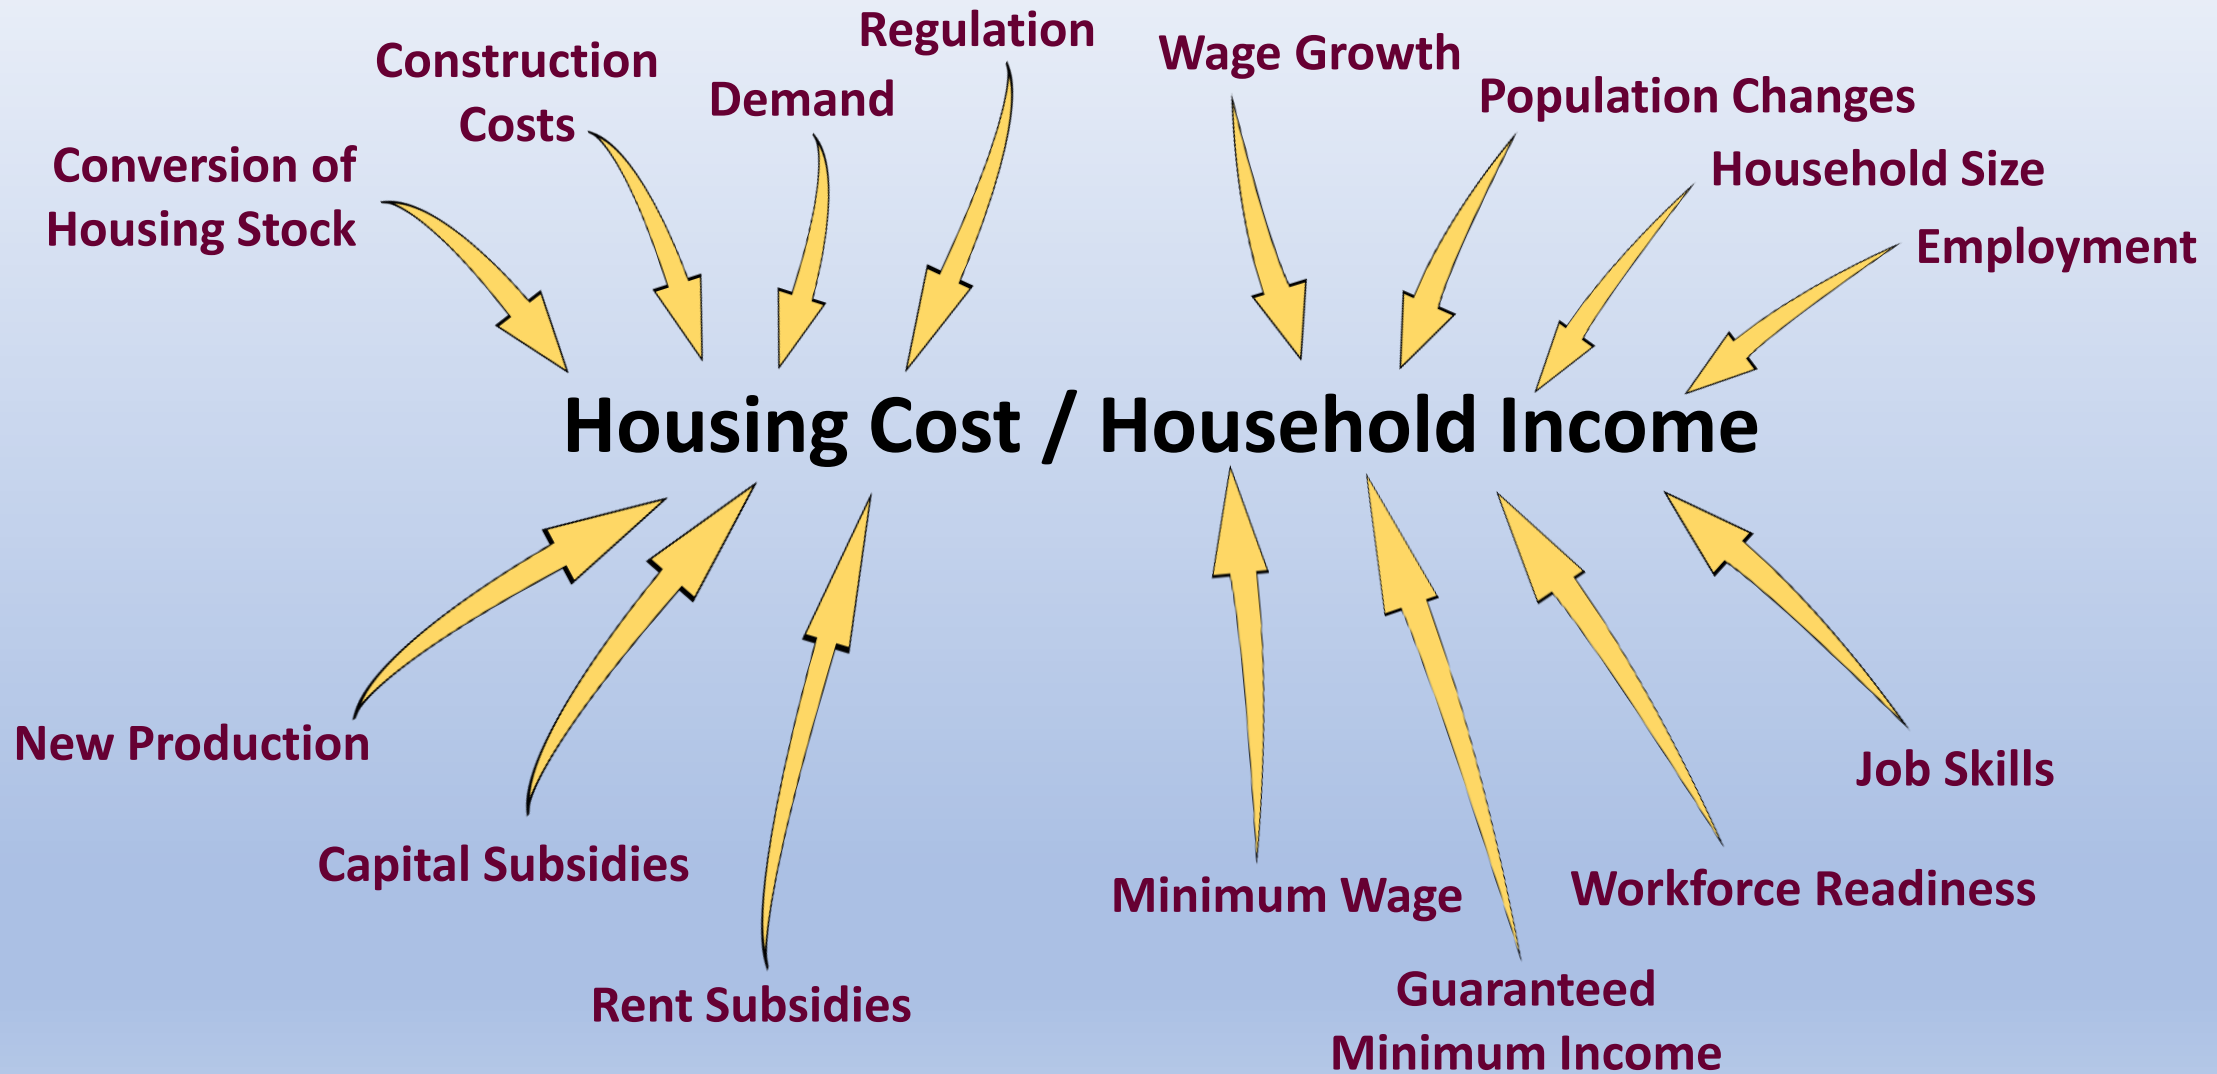 Regulation
Construction
Costs
Demand
Conversion of
Housing Stock
Wage Growth
Population Changes
Household Size
Employment
Housing Cost / Household Income
New Production
Capital Subsidies
Rent Subsidies
Minimum Wage
Guaranteed
Minimum Income
Workforce Readiness
Job Skills